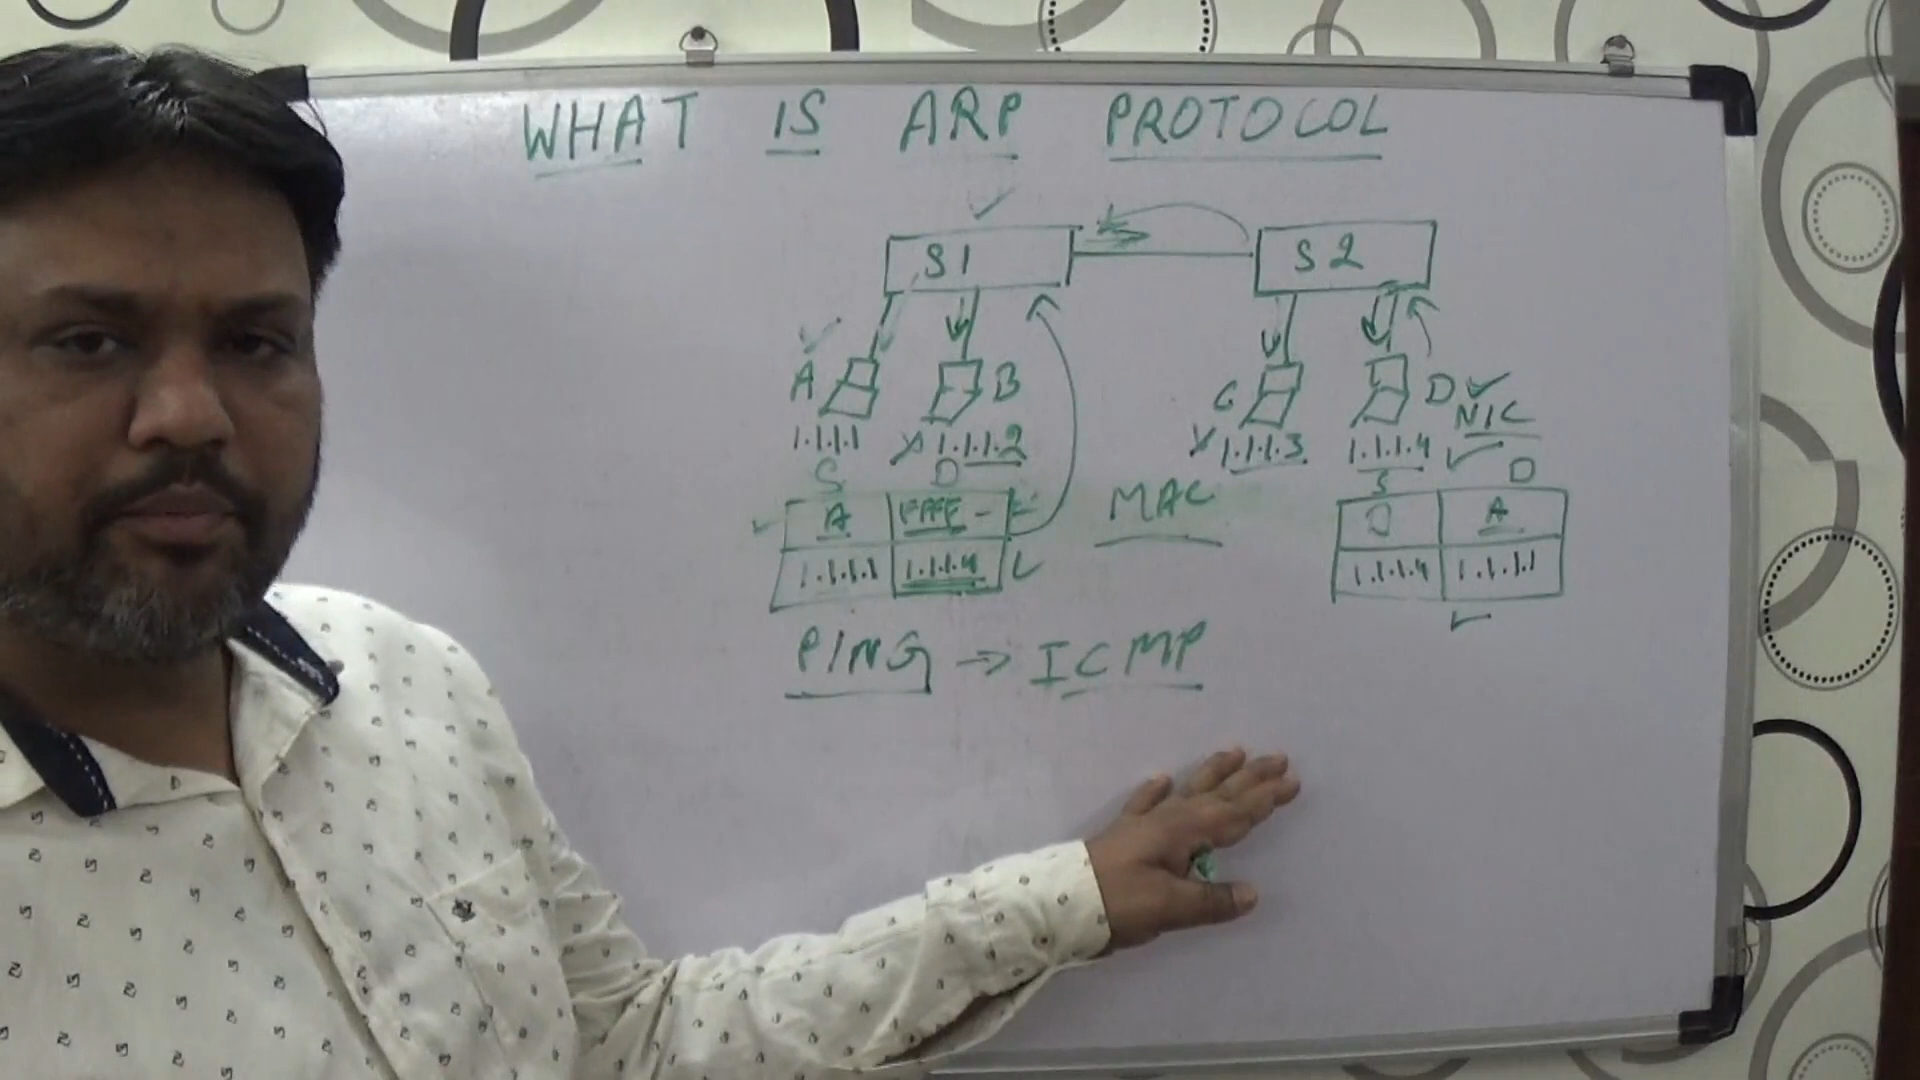 WHAT IS ARP PROTOCOL
S1 S2
A B C D
NIC
1.1.1.1 1.1.1.2 1.1.1.3 1.1.1.4
S D S D
A FFFF - F MAC D A
1.1.1.1 1.1.1.4 1.1.1.4 1.1.1.1
PING → ICMP